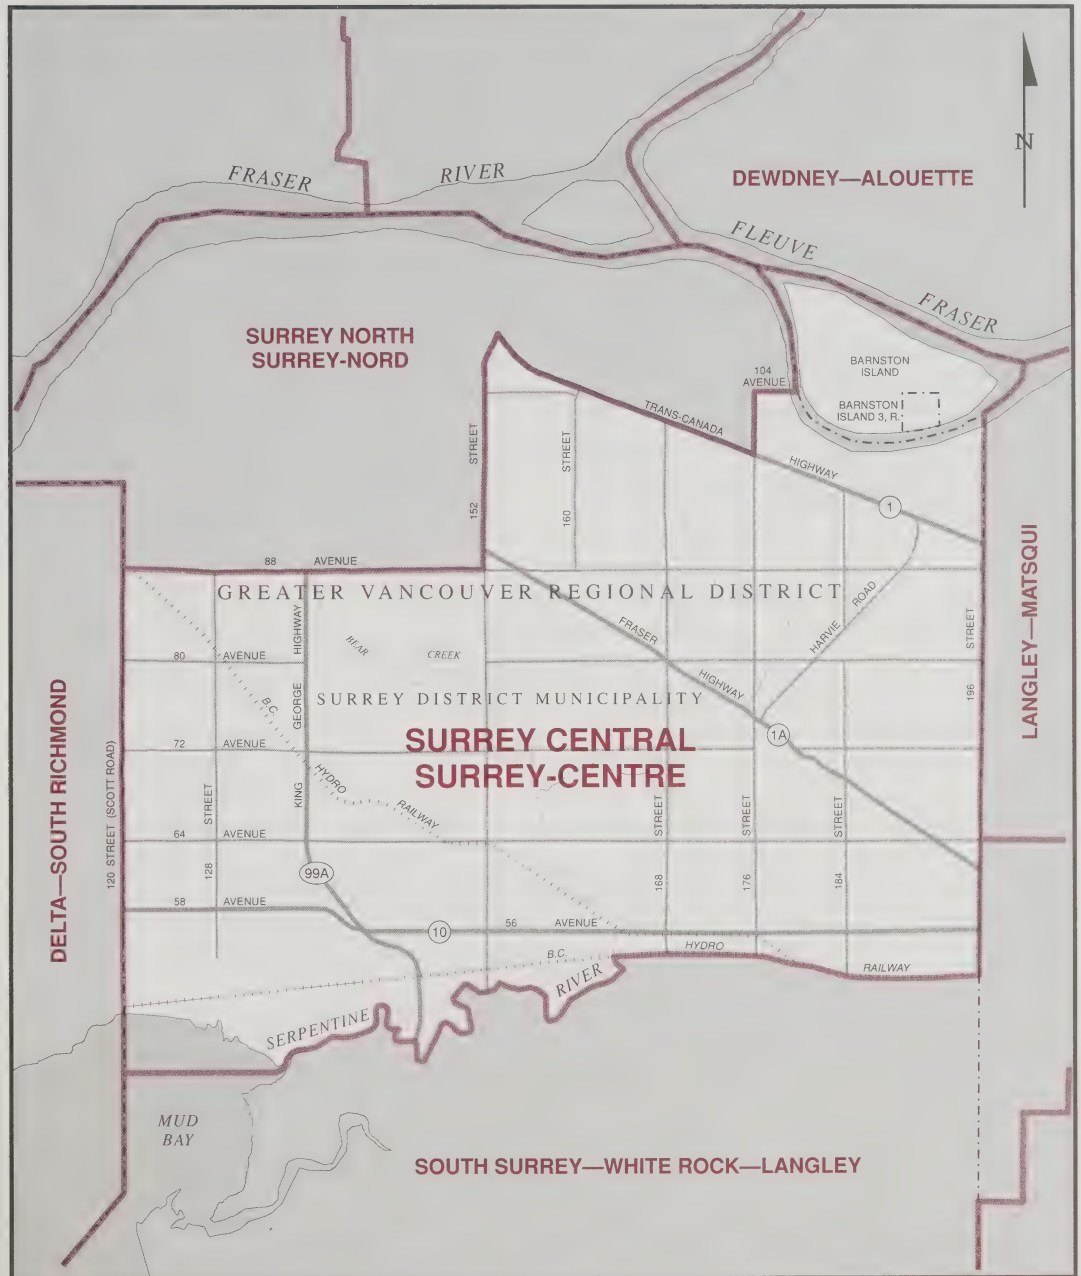 N
FRASER RIVER
DEWDNEY—ALOUETTE
FLEUVE FRASER
SURREY NORTH
SURREY-NORD
BARNSTON
ISLAND
104
AVENUE
BARNSTON
ISLAND 3, R.
TRANS-CANADA HIGHWAY
1
152 STREET
160 STREET
88 AVENUE
GREATER VANCOUVER REGIONAL DISTRICT
HARVIE ROAD
KING GEORGE HIGHWAY
BEAR CREEK
FRASER HIGHWAY
1A
80 AVENUE
196 STREET
LANGLEY—MATSQUI
SURREY DISTRICT MUNICIPALITY
B.C. HYDRO RAILWAY
SURREY CENTRAL
SURREY-CENTRE
72 AVENUE
DELTA—SOUTH RICHMOND
120 STREET (SCOTT ROAD)
128 STREET
168 STREET
176 STREET
184 STREET
64 AVENUE
99A
58 AVENUE
10
56 AVENUE
B.C. HYDRO RAILWAY
SERPENTINE RIVER
MUD
BAY
SOUTH SURREY—WHITE ROCK—LANGLEY